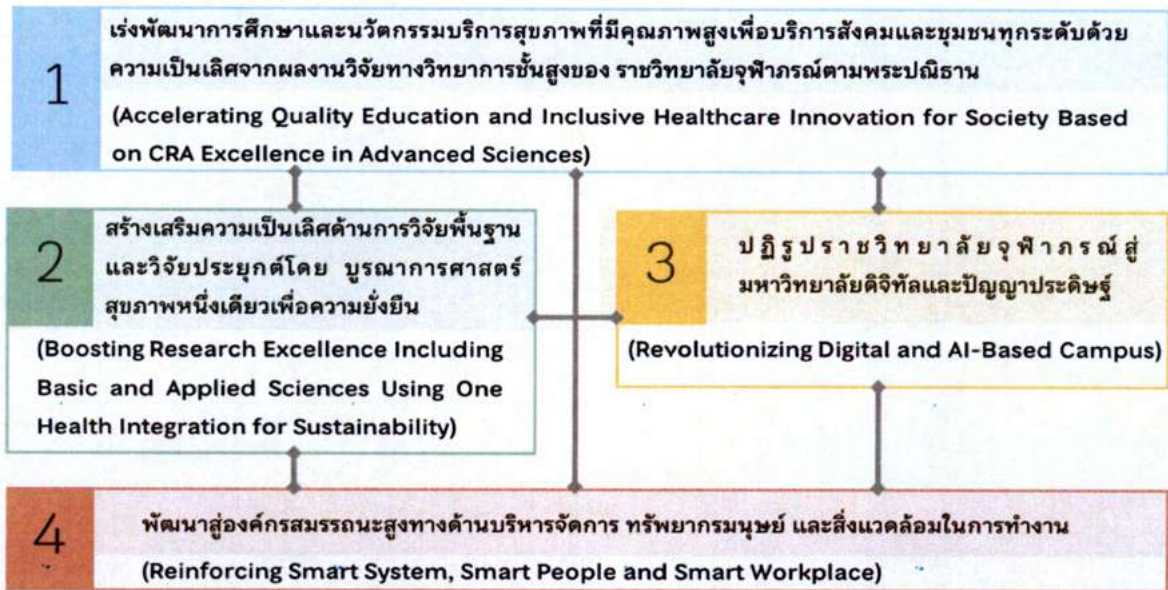 1
เร่งพัฒนาการศึกษาและนวัตกรรมบริการสุขภาพที่มีคุณภาพสูงเพื่อบริการสังคมและชุมชนทุกระดับด้วย
ความเป็นเลิศจากผลงานวิจัยทางวิทยาการชั้นสูงของ ราชวิทยาลัยจุฬาภรณ์ตามพระปณิธาน
(Accelerating Quality Education and Inclusive Healthcare Innovation for Society Based
on CRA Excellence in Advanced Sciences)
2
สร้างเสริมความเป็นเลิศด้านการวิจัยพื้นฐาน
และวิจัยประยุกต์โดย บูรณาการศาสตร์
สุขภาพหนึ่งเดียวเพื่อความยั่งยืน
(Boosting Research Excellence Including
Basic and Applied Sciences Using One
Health Integration for Sustainability)
3
ปฏิรูปราชวิทยาลัยจุฬาภรณ์สู่
มหาวิทยาลัยดิจิทัลและปัญญาประดิษฐ์
(Revolutionizing Digital and AI-Based Campus)
4
พัฒนาสู่องค์กรสมรรถนะสูงทางด้านบริหารจัดการ ทรัพยากรมนุษย์ และสิ่งแวดล้อมในการทำงาน
(Reinforcing Smart System, Smart People and Smart Workplace)